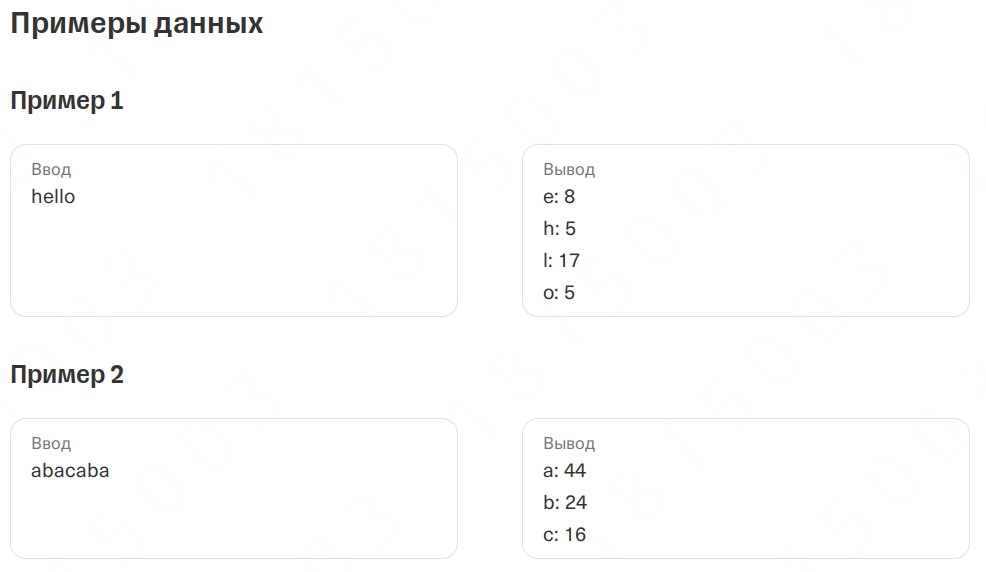 Примеры данных
Пример 1
Ввод
hello
Вывод
e: 8
h: 5
l: 17
o: 5
Пример 2
Ввод
abacaba
Вывод
a: 44
b: 24
c: 16